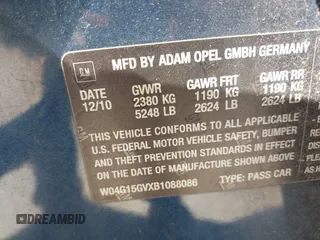 GM
MFD BY ADAM OPEL GMBH GERMANY
DATE GVWR GAWR FRT GAWR RR
12/10 2380 KG 1190 KG 1190 KG
5248 LB 2624 LB 2624 LB
THIS VEHICLE CONFORMS TO ALL APPLICABLE
U.S. FEDERAL MOTOR VEHICLE SAFETY, BUMPER
AND THEFT PREVENTION STANDARDS IN EFFECT ON
THE DATE OF MANUFACTURE SHOWN ABOVE.
W04G15GVXB1088086 TYPE: PASS CAR
DREAMBID